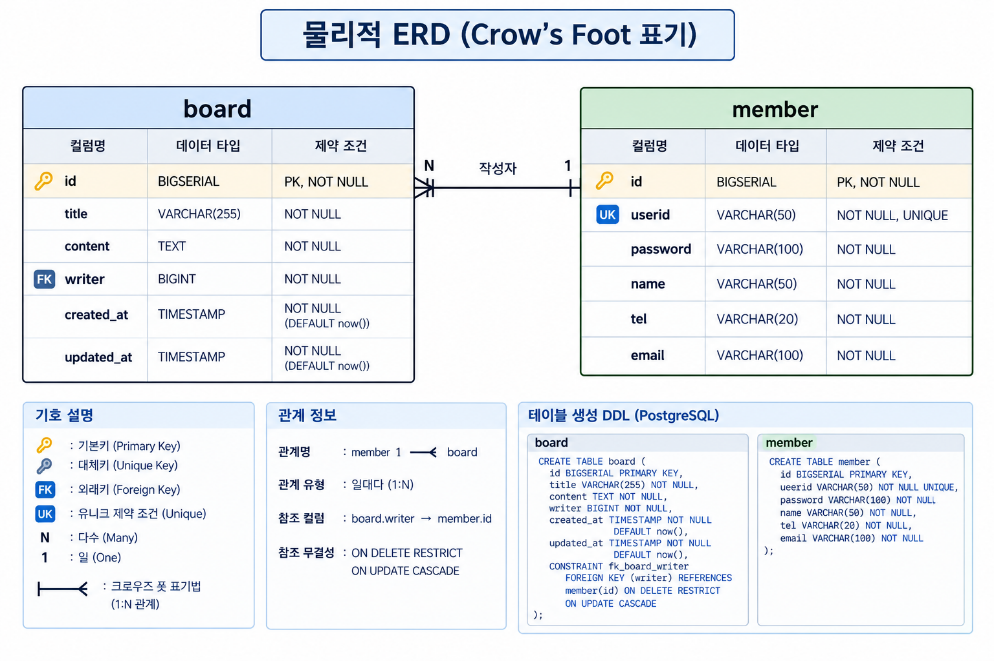 물리적 ERD (Crow's Foot 표기)
board
컬럼명 데이터 타입 제약 조건
id BIGSERIAL PK, NOT NULL
title VARCHAR(255) NOT NULL
content TEXT NOT NULL
FK writer BIGINT NOT NULL
created_at TIMESTAMP NOT NULL
(DEFAULT now())
updated_at TIMESTAMP NOT NULL
(DEFAULT now())
N 작성자 1
member
컬럼명 데이터 타입 제약 조건
id BIGSERIAL PK, NOT NULL
UK userid VARCHAR(50) NOT NULL, UNIQUE
password VARCHAR(100) NOT NULL
name VARCHAR(50) NOT NULL
tel VARCHAR(20) NOT NULL
email VARCHAR(100) NOT NULL
기호 설명
: 기본키 (Primary Key)
: 대체키 (Unique Key)
FK : 외래키 (Foreign Key)
UK : 유니크 제약 조건 (Unique)
N : 다수 (Many)
1 : 일 (One)
: 크로우즈 풋 표기법
(1:N 관계)
관계 정보
관계명 : member 1 board
관계 유형 : 일대다 (1:N)
참조 컬럼 : board.writer → member.id
참조 무결성 : ON DELETE RESTRICT
ON UPDATE CASCADE
테이블 생성 DDL (PostgreSQL)
board
CREATE TABLE board (
id BIGSERIAL PRIMARY KEY,
title VARCHAR(255) NOT NULL,
content TEXT NOT NULL,
writer BIGINT NOT NULL,
created_at TIMESTAMP NOT NULL
DEFAULT now(),
updated_at TIMESTAMP NOT NULL
DEFAULT now(),
CONSTRAINT fk_board_writer
FOREIGN KEY (writer) REFERENCES
member(id) ON DELETE RESTRICT
ON UPDATE CASCADE
);
member
CREATE TABLE member (
id BIGSERIAL PRIMARY KEY,
ueerid VARCHAR(50) NOT NULL UNIQUE,
password VARCHAR(100) NOT NULL
name VARCHAR(50) NOT NULL,
tel VARCHAR(20) NOT NULL,
email VARCHAR(100) NOT NULL
);